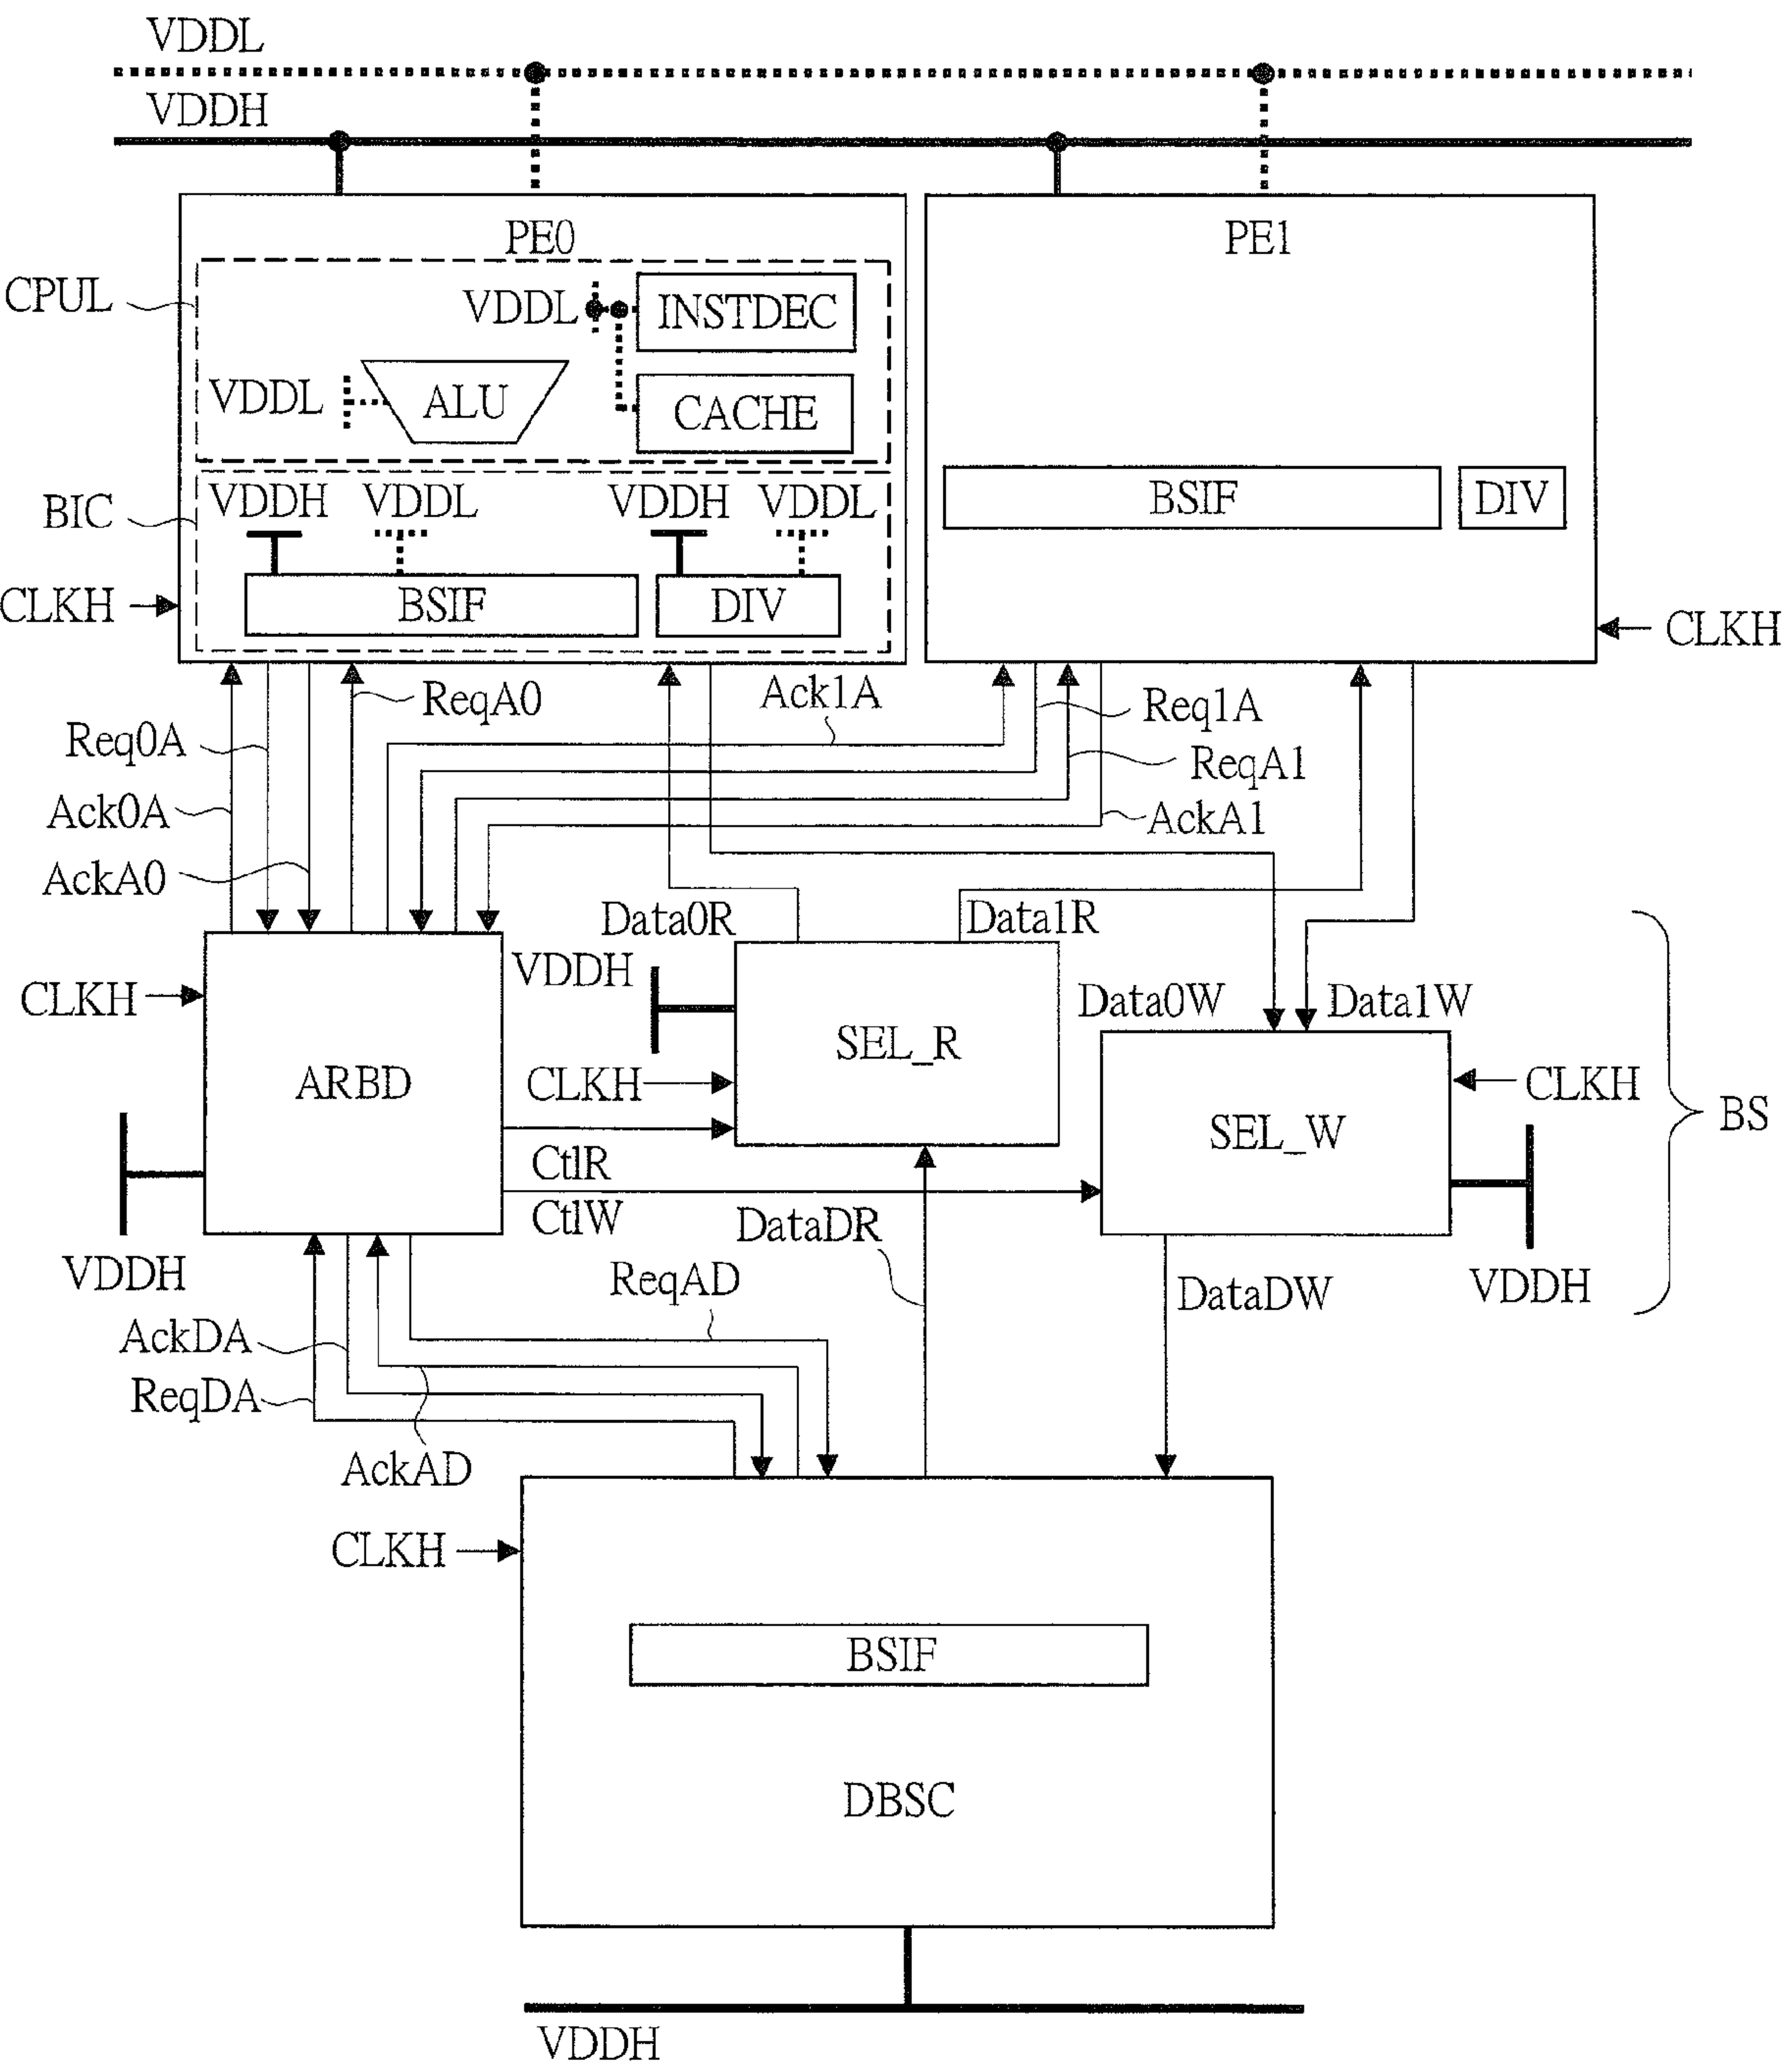 VDDL
VDDH
PE0
PE1
CPUL
VDDL
INSTDEC
VDDL
ALU
CACHE
BIC
VDDH
VDDL
VDDH
VDDL
BSIF
DIV
CLKH
BSIF
DIV
CLKH
ReqA0
Ack1A
Req1A
Req0A
ReqA1
Ack0A
AckA1
AckA0
Data0R
Data1R
VDDH
CLKH
Data0W
Data1W
SEL_R
ARBD
CLKH
CLKH
BS
SEL_W
CtlR
CtlW
DataDR
VDDH
ReqAD
DataDW
VDDH
AckDA
ReqDA
AckAD
CLKH
BSIF
DBSC
VDDH